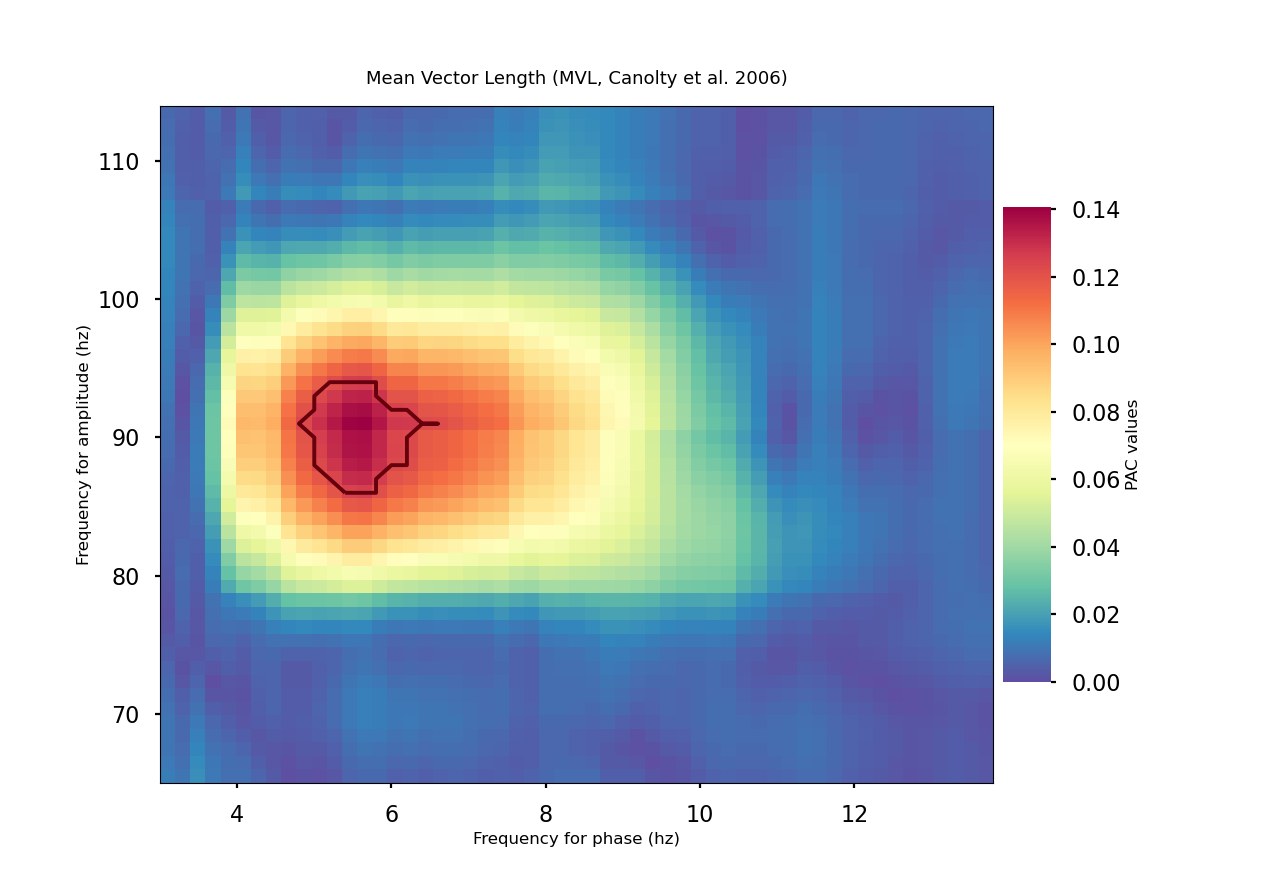 Mean Vector Length (MVL, Canolty et al. 2006)
Frequency for amplitude (hz)
110
100
90
80
70
4 6 8 10 12
Frequency for phase (hz)
0.14
0.12
0.10
0.08
0.06
0.04
0.02
0.00
PAC values